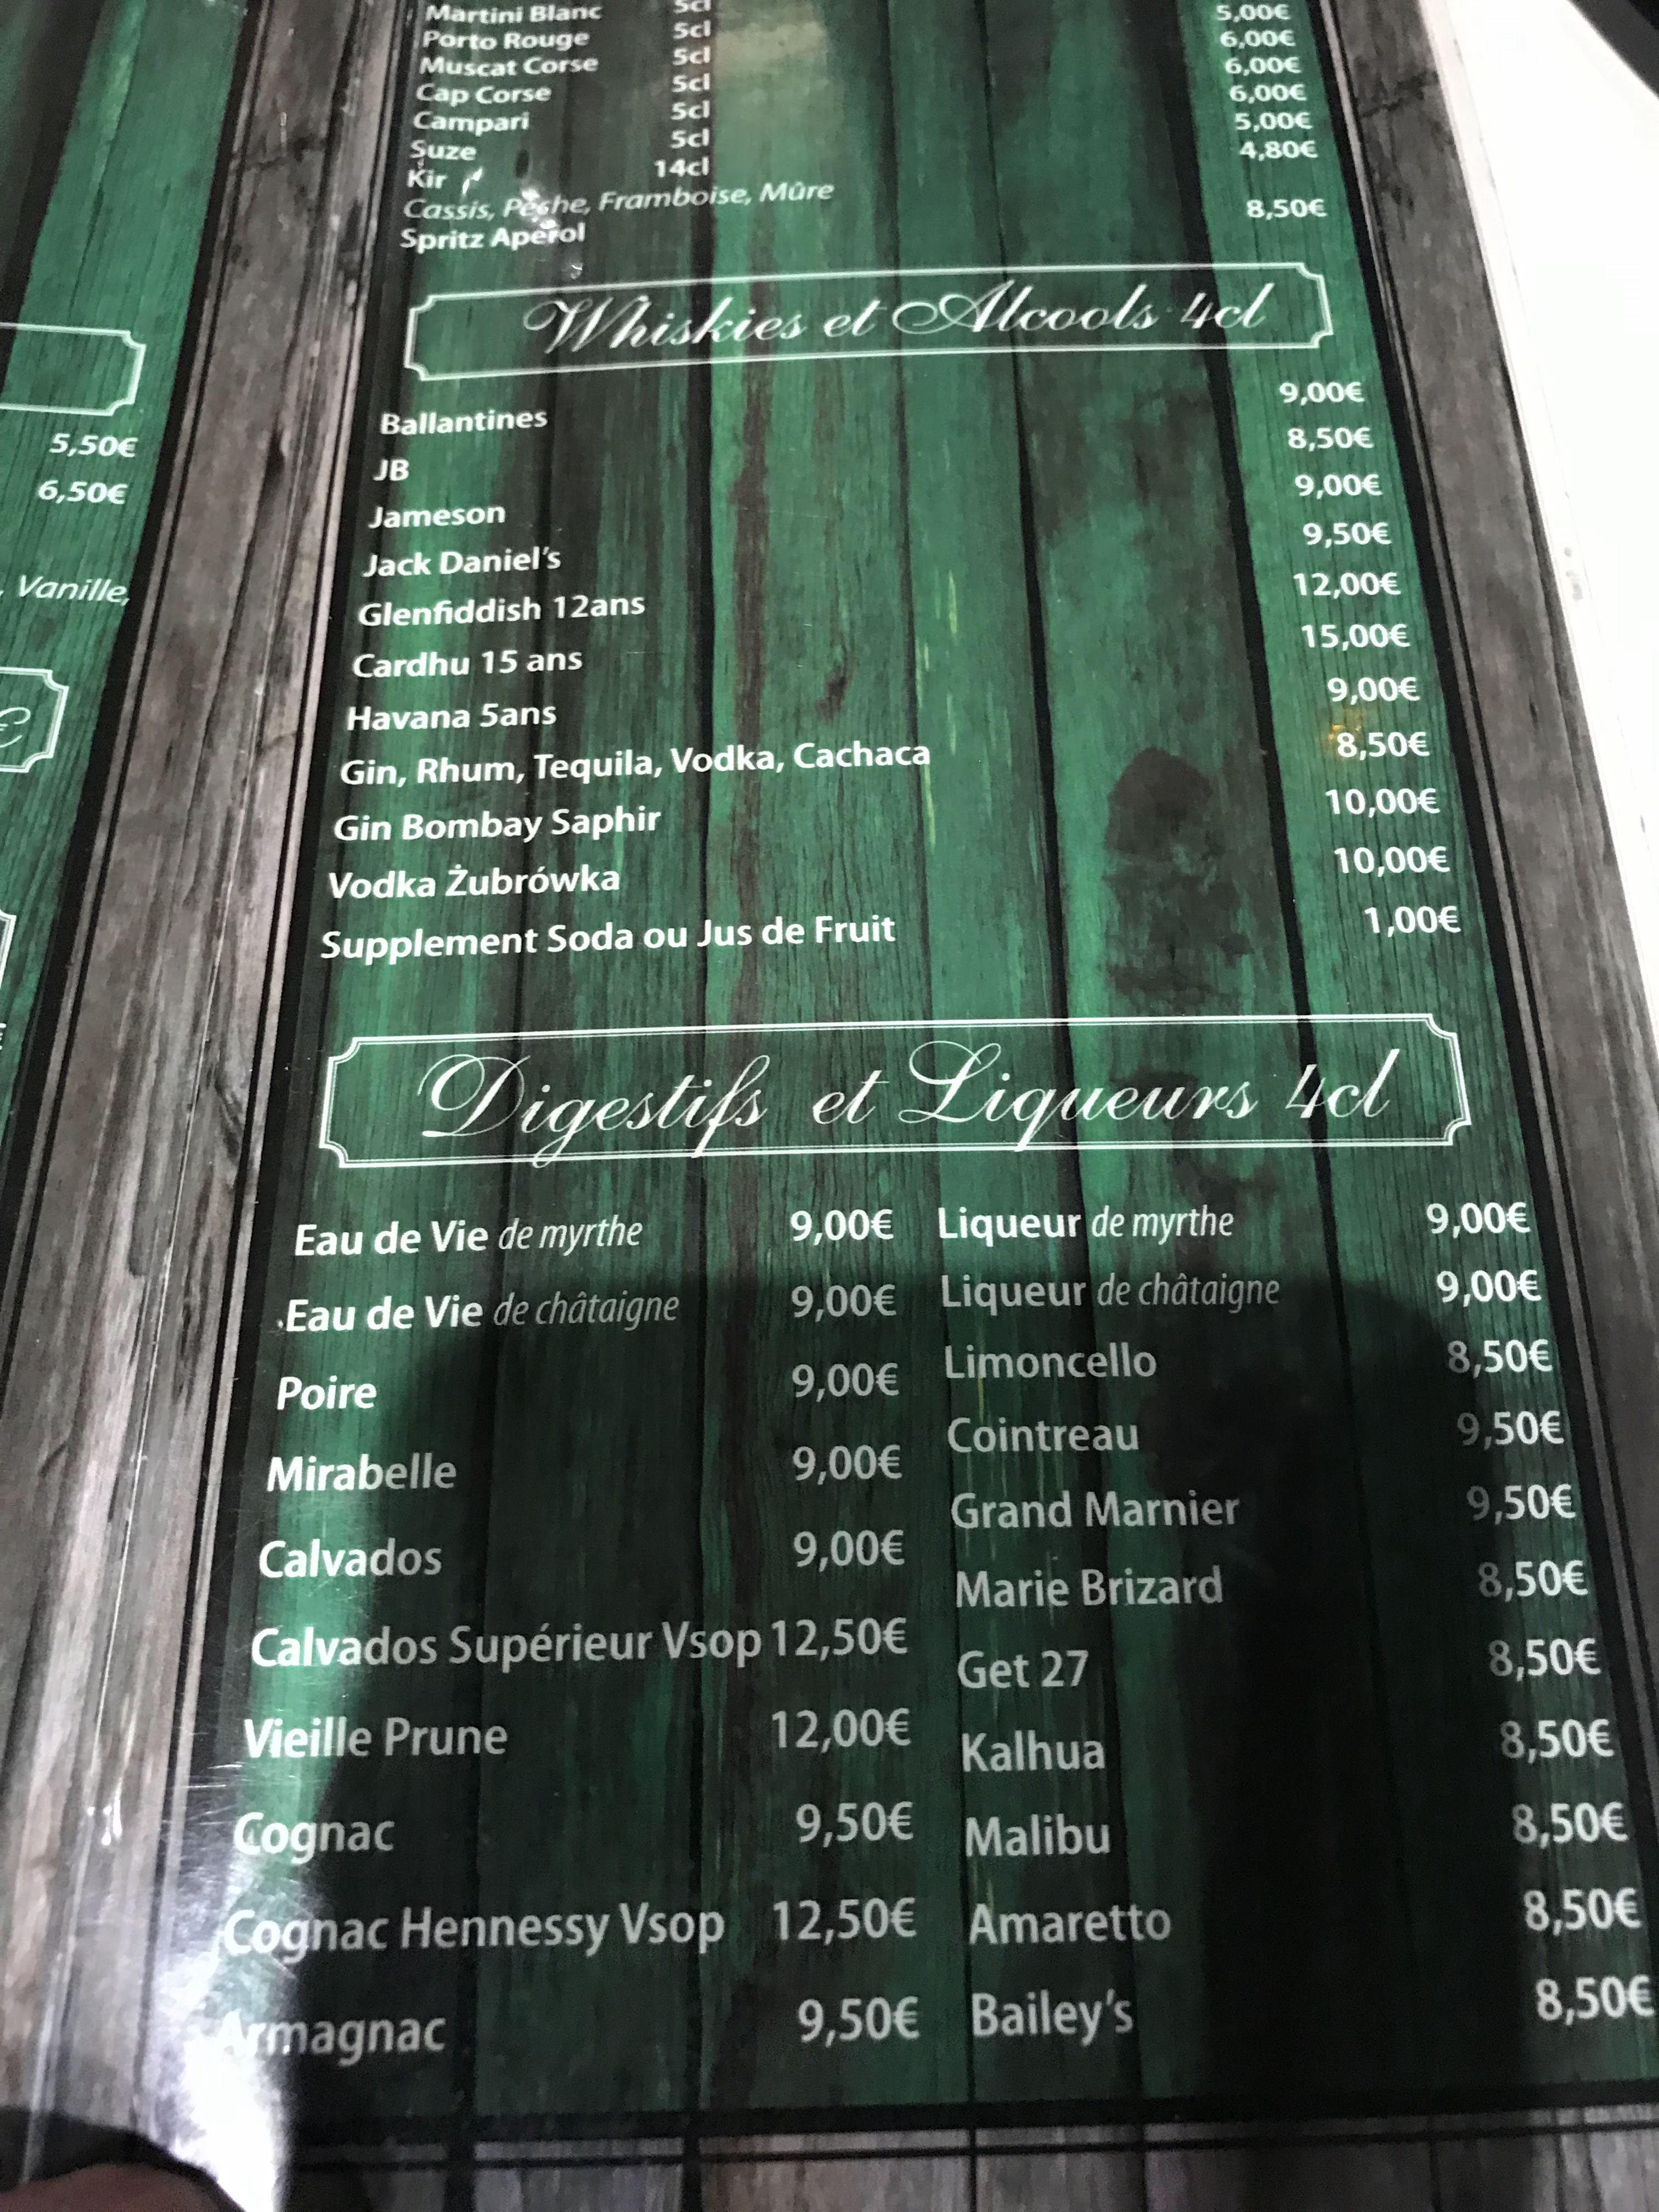 5,50€
6,50€
, Vanille,
€
Martini Blanc 5cl 5,00€
Porto Rouge 5cl 6,00€
Muscat Corse 5cl 6,00€
Cap Corse 5cl 6,00€
Campari 5cl 5,00€
Suze 5cl 4,80€
Kir 14cl
Cassis, Pêche, Framboise, Mûre
Spritz Aperol 8,50€
Whiskies et Alcools 4cl
Ballantines 9,00€
JB 8,50€
Jameson 9,00€
Jack Daniel's 9,50€
Glenfiddish 12ans 12,00€
Cardhu 15 ans 15,00€
Havana 5ans 9,00€
Gin, Rhum, Tequila, Vodka, Cachaca 8,50€
Gin Bombay Saphir 10,00€
Vodka Żubrówka 10,00€
Supplement Soda ou Jus de Fruit 1,00€
Digestifs et Liqueurs 4cl
Eau de Vie de myrthe 9,00€
Eau de Vie de châtaigne 9,00€
Poire 9,00€
Mirabelle 9,00€
Calvados 9,00€
Calvados Supérieur Vsop 12,50€
Vieille Prune 12,00€
Cognac 9,50€
Cognac Hennessy Vsop 12,50€
Armagnac 9,50€
Liqueur de myrthe 9,00€
Liqueur de châtaigne 9,00€
Limoncello 8,50€
Cointreau 9,50€
Grand Marnier 9,50€
Marie Brizard 8,50€
Get 27 8,50€
Kalhua 8,50€
Malibu 8,50€
Amaretto 8,50€
Bailey's 8,50€